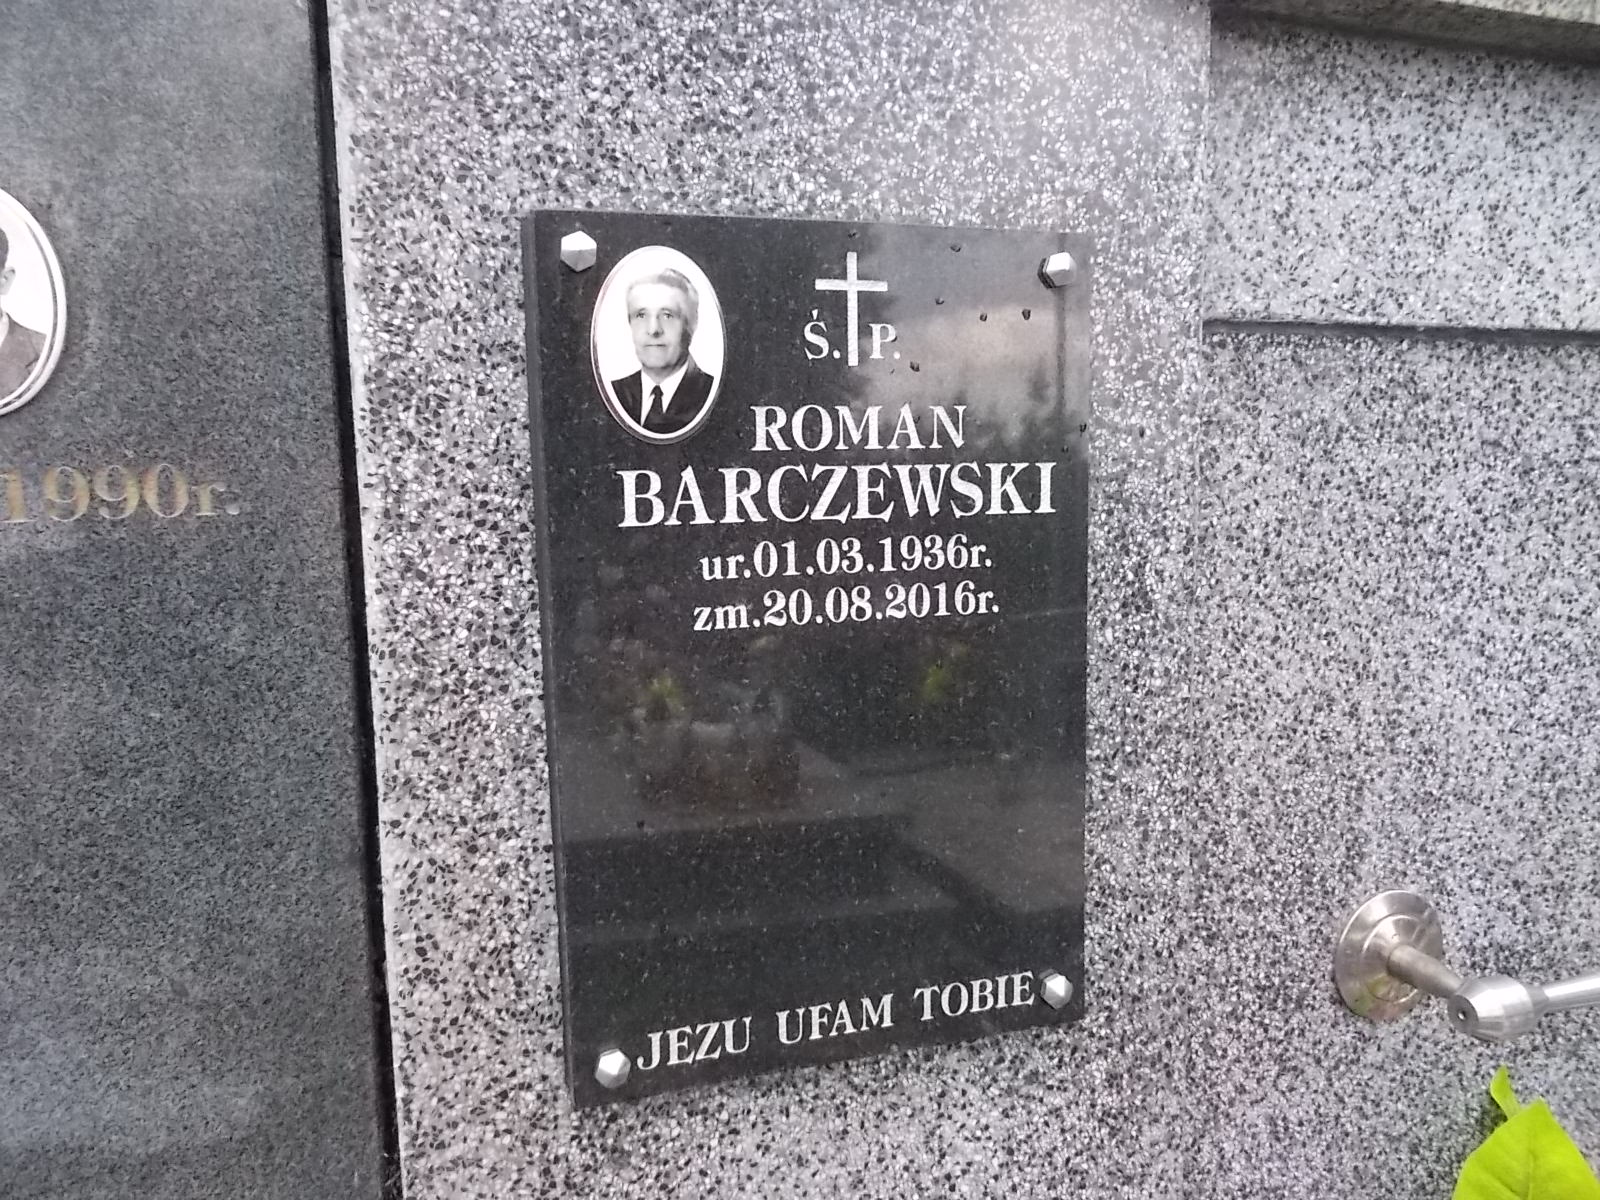 1990r.
Ś. P.
ROMAN
BARCZEWSKI
ur.01.03.1936r.
zm.20.08.2016r.
JEZU UFAM TOBIE